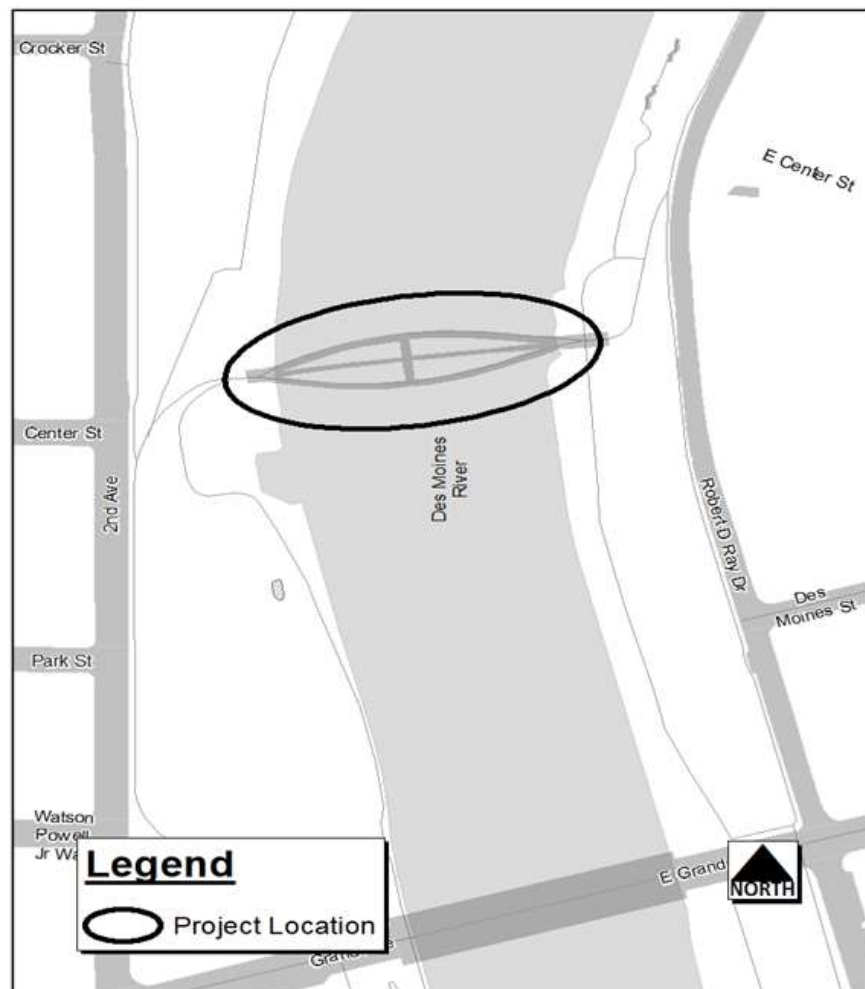 Crocker St
E Center St
Center St
2nd Ave
Des Moines
River
Robert D Ray Dr
Des
Moines St
Park St
Watson
Powell
Jr
E Grand
NORTH
Legend
Project Location